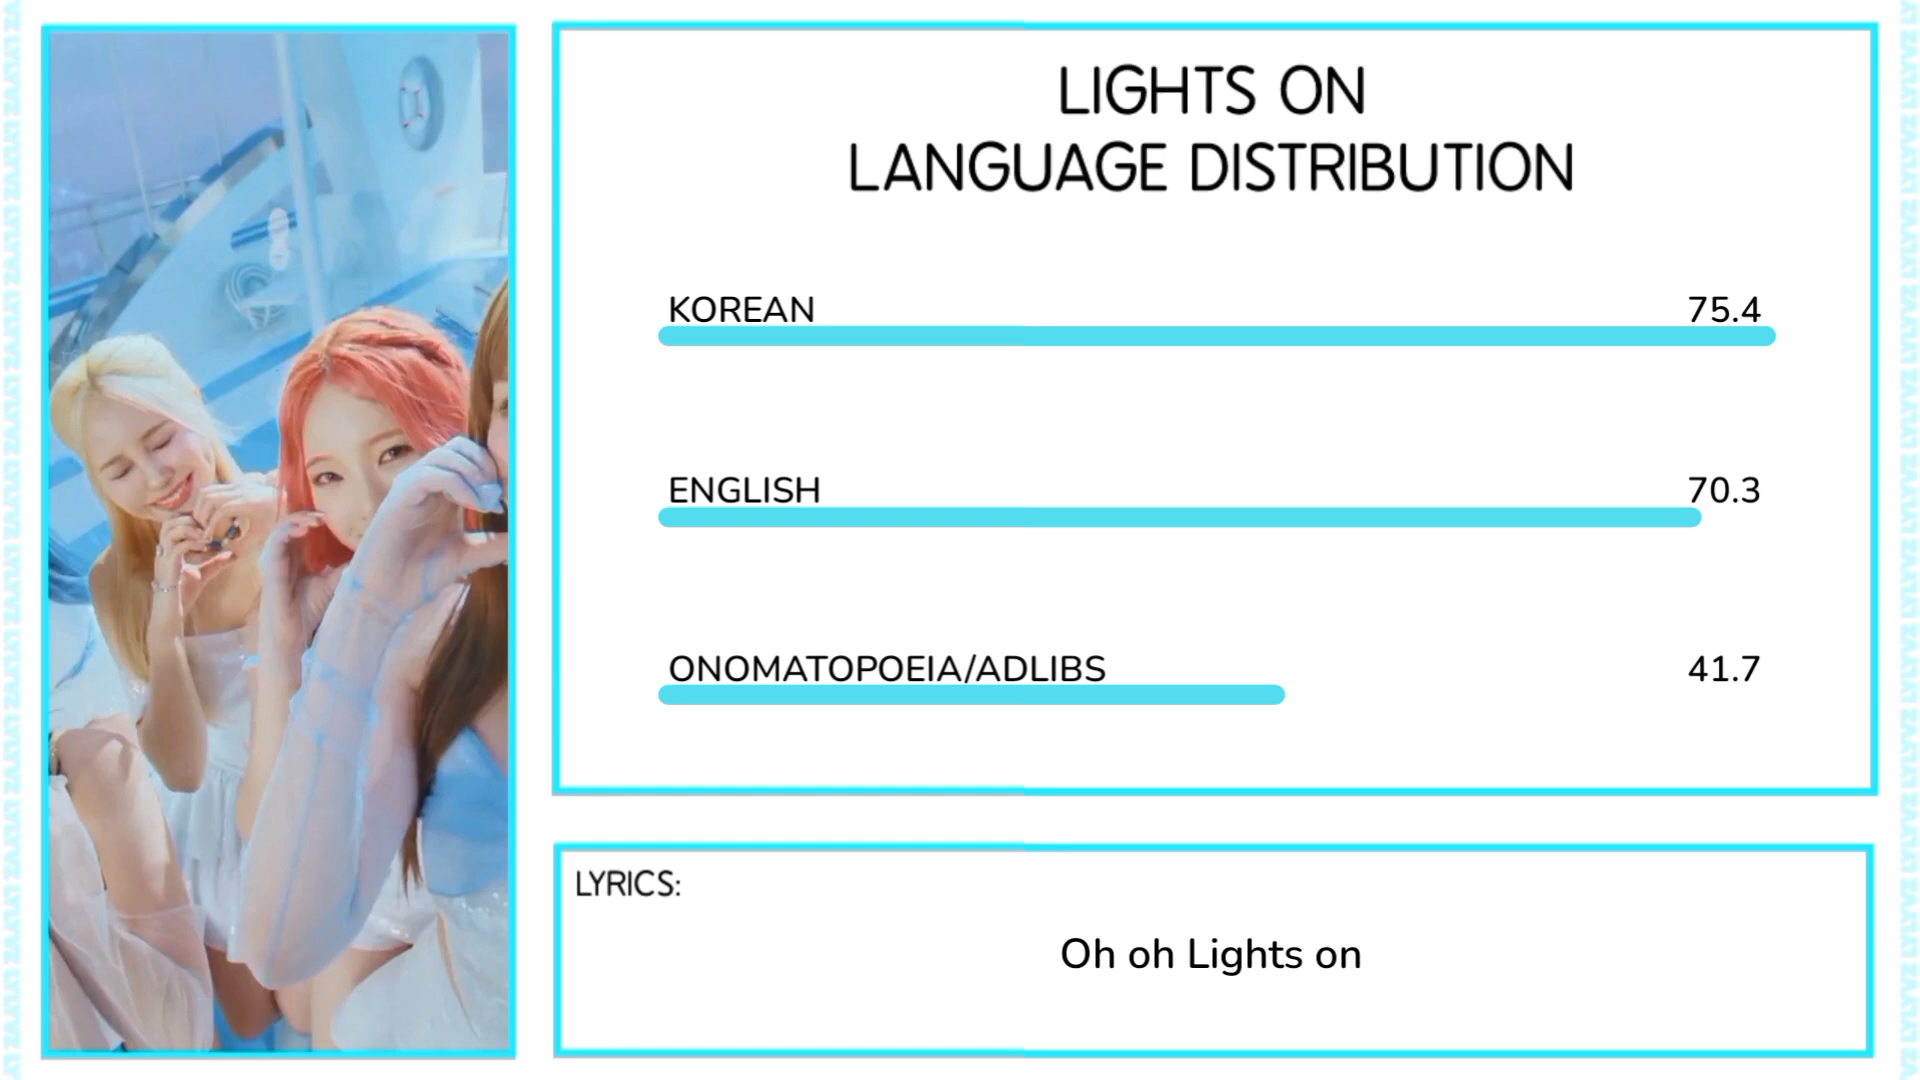 LIGHTS ON
LANGUAGE DISTRIBUTION
KOREAN 75.4
ENGLISH 70.3
ONOMATOPOEIA/ADLIBS 41.7
LYRICS:
Oh oh Lights on